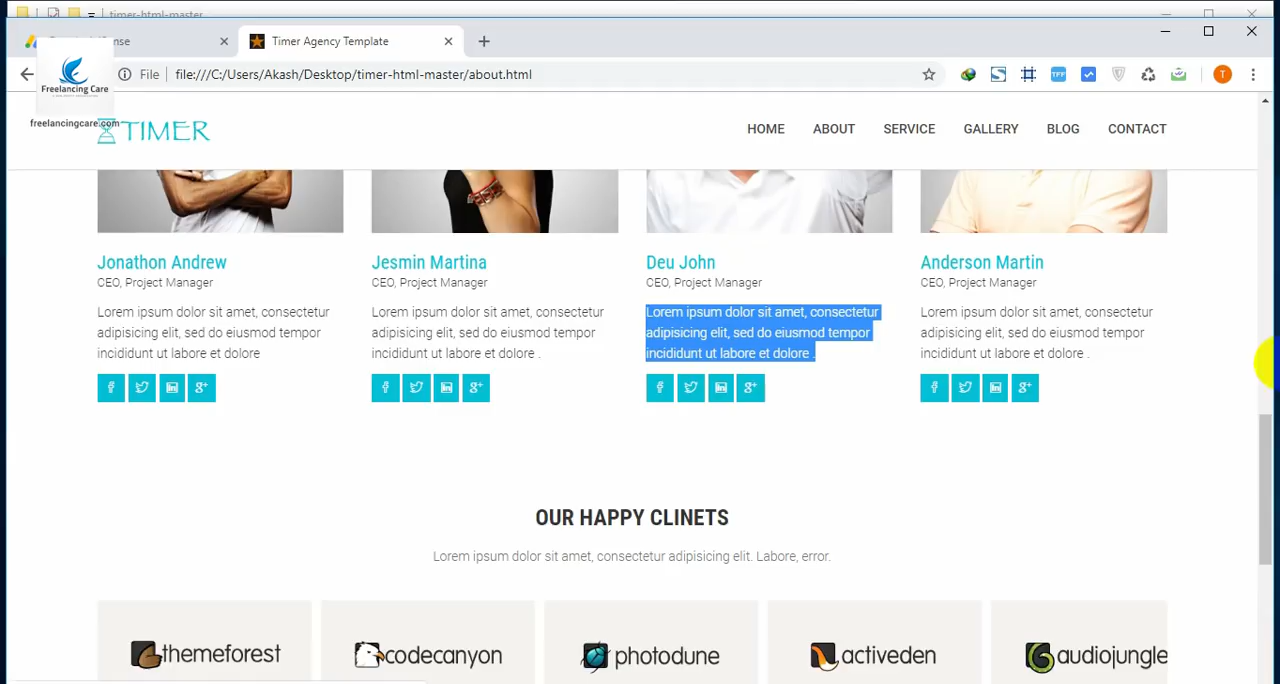 timer-html-master
Sense
Timer Agency Template
File
file:///C:/Users/Akash/Desktop/timer-html-master/about.html
TFP
T
Freelancing Care
freelancingcare.com
TIMER
HOME
ABOUT
SERVICE
GALLERY
BLOG
CONTACT
Jonathon Andrew
CEO, Project Manager
Lorem ipsum dolor sit amet, consectetur
adipisicing elit, sed do eiusmod tempor
incididunt ut labore et dolore
Jesmin Martina
CEO, Project Manager
Lorem ipsum dolor sit amet, consectetur
adipisicing elit, sed do eiusmod tempor
incididunt ut labore et dolore .
Deu John
CEO, Project Manager
Lorem ipsum dolor sit amet, consectetur
adipisicing elit, sed do eiusmod tempor
incididunt ut labore et dolore .
Anderson Martin
CEO, Project Manager
Lorem ipsum dolor sit amet, consectetur
adipisicing elit, sed do eiusmod tempor
incididunt ut labore et dolore .
OUR HAPPY CLINETS
Lorem ipsum dolor sit amet, consectetur adipisicing elit. Labore, error.
themeforest
codecanyon
photodune
activeden
audiojungle